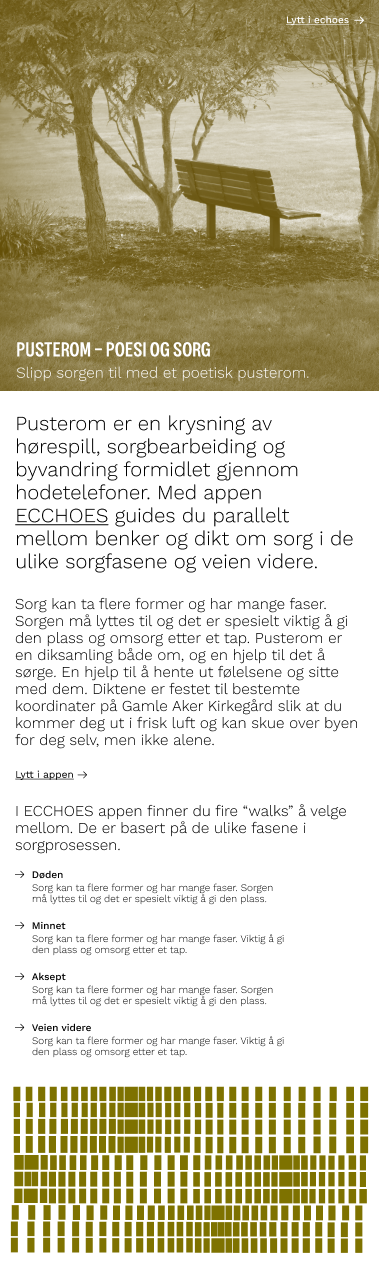 Lytt i echoes →
PUSTEROM – POESI OG SORG
Slipp sorgen til med et poetisk pusterom.
Pusterom er en krysning av
hørespill, sorgbearbeiding og
byvandring formidlet gjennom
hodetelefoner. Med appen
ECCHOES guides du parallelt
mellom benker og dikt om sorg i de
ulike sorgfasene og veien videre.
Sorg kan ta flere former og har mange faser.
Sorgen må lyttes til og det er spesielt viktig å gi
den plass og omsorg etter et tap. Pusterom er
en diksamling både om, og en hjelp til det å
sørge. En hjelp til å hente ut følelsene og sitte
med dem. Diktene er festet til bestemte
koordinater på Gamle Aker Kirkegård slik at du
kommer deg ut i frisk luft og kan skue over byen
for deg selv, men ikke alene.
Lytt i appen →
I ECCHOES appen finner du fire “walks” å velge
mellom. De er basert på de ulike fasene i
sorgprosessen.
→ Døden
Sorg kan ta flere former og har mange faser. Sorgen
må lyttes til og det er spesielt viktig å gi den plass.
→ Minnet
Sorg kan ta flere former og har mange faser. Viktig å gi
den plass og omsorg etter et tap.
→ Aksept
Sorg kan ta flere former og har mange faser. Sorgen
må lyttes til og det er spesielt viktig å gi den plass.
→ Veien videre
Sorg kan ta flere former og har mange faser. Viktig å gi
den plass og omsorg etter et tap.